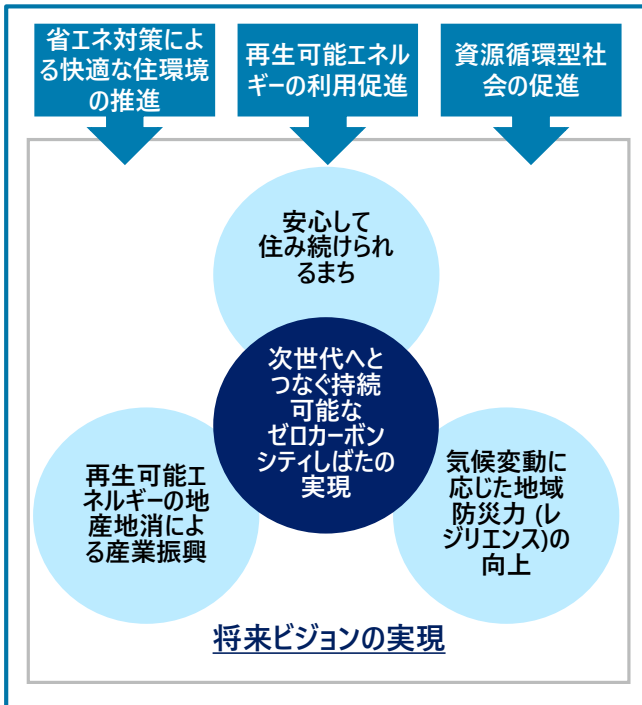 省エネ対策によ
る快適な住環境
の推進
再生可能エネル
ギーの利用促進
資源循環型社
会の促進
安心して
住み続けられ
るまち
次世代へと
つなぐ持続
可能な
ゼロカーボン
シティしばたの
実現
再生可能エ
ネルギーの地
産地消によ
る産業振興
気候変動に
応じた地域
防災力 (レ
ジリエンス)の
向上
将来ビジョンの実現